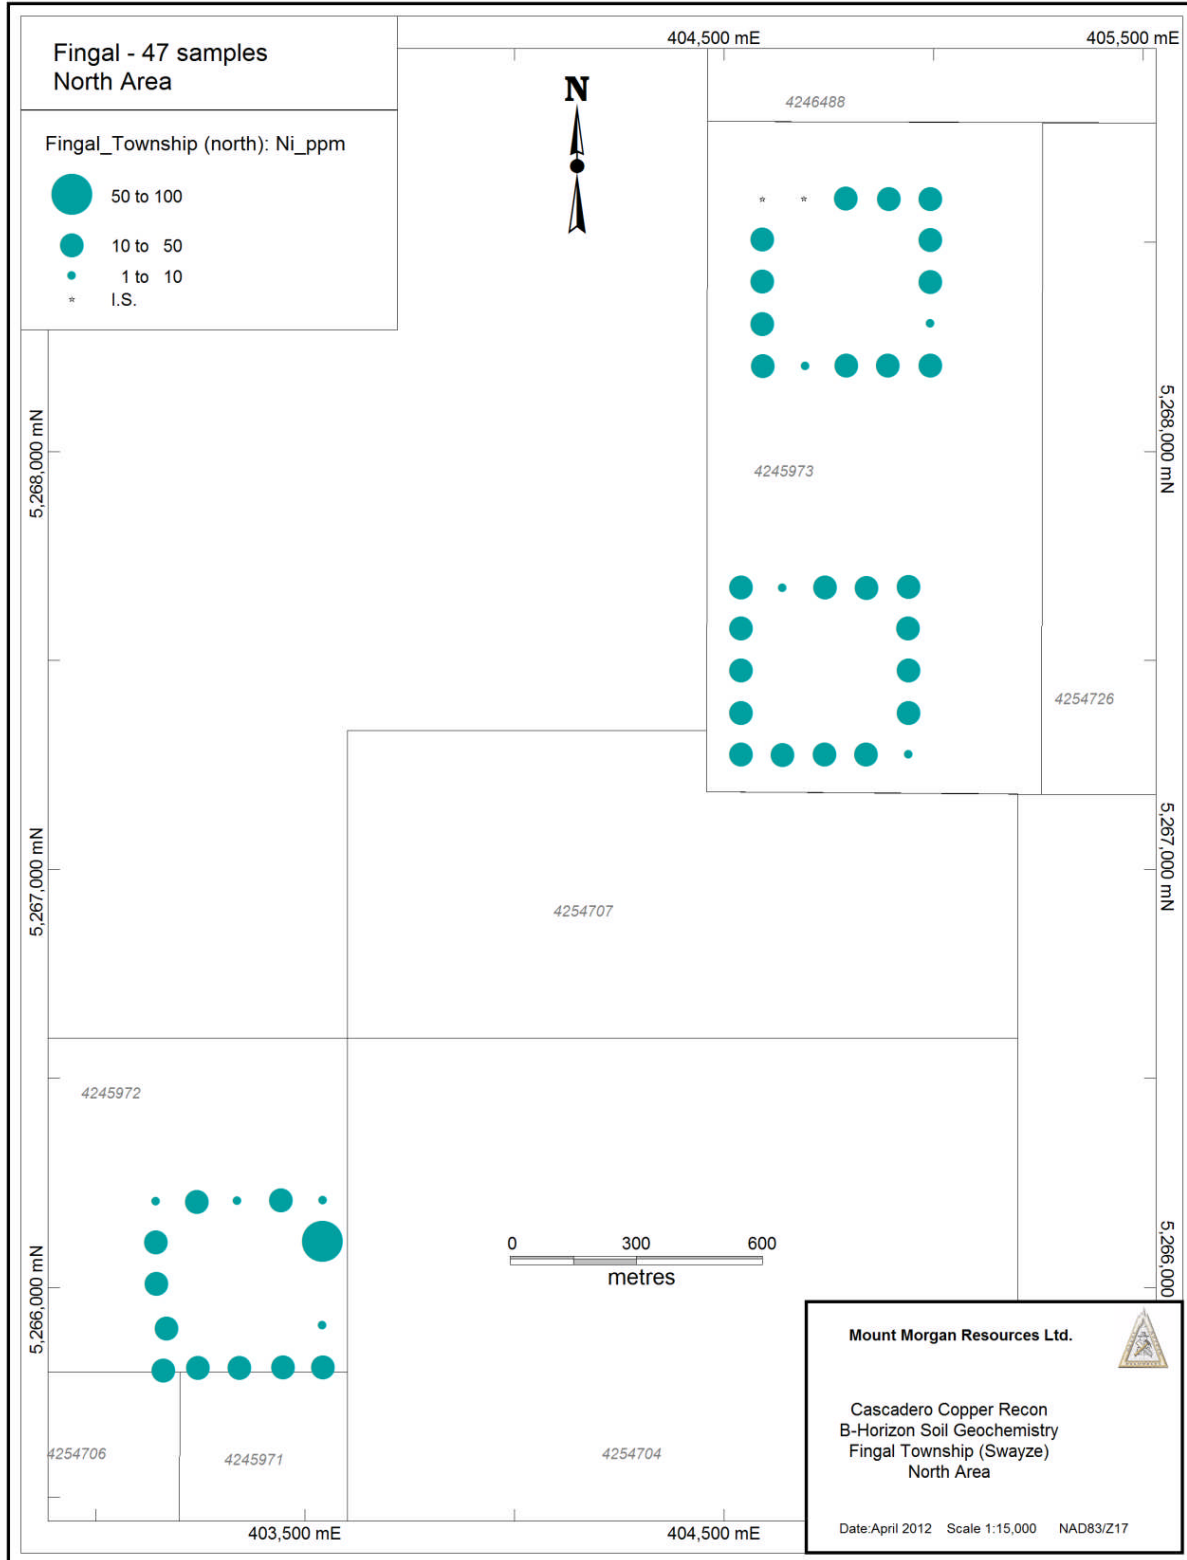 Fingal - 47 samples
North Area
Fingal_Township (north): Ni_ppm
50 to 100
10 to 50
1 to 10
I.S.
404,500 mE
405,500 mE
N
4246488
5,268,000 mN
5,268,000 mN
4245973
4254726
5,267,000 mN
5,267,000 mN
4254707
4245972
0 300 600
metres
5,266,000 mN
5,266,000
4254706
4245971
4254704
403,500 mE
404,500 mE
Mount Morgan Resources Ltd.
Cascadero Copper Recon
B-Horizon Soil Geochemistry
Fingal Township (Swayze)
North Area
Date:April 2012 Scale 1:15,000 NAD83/Z17